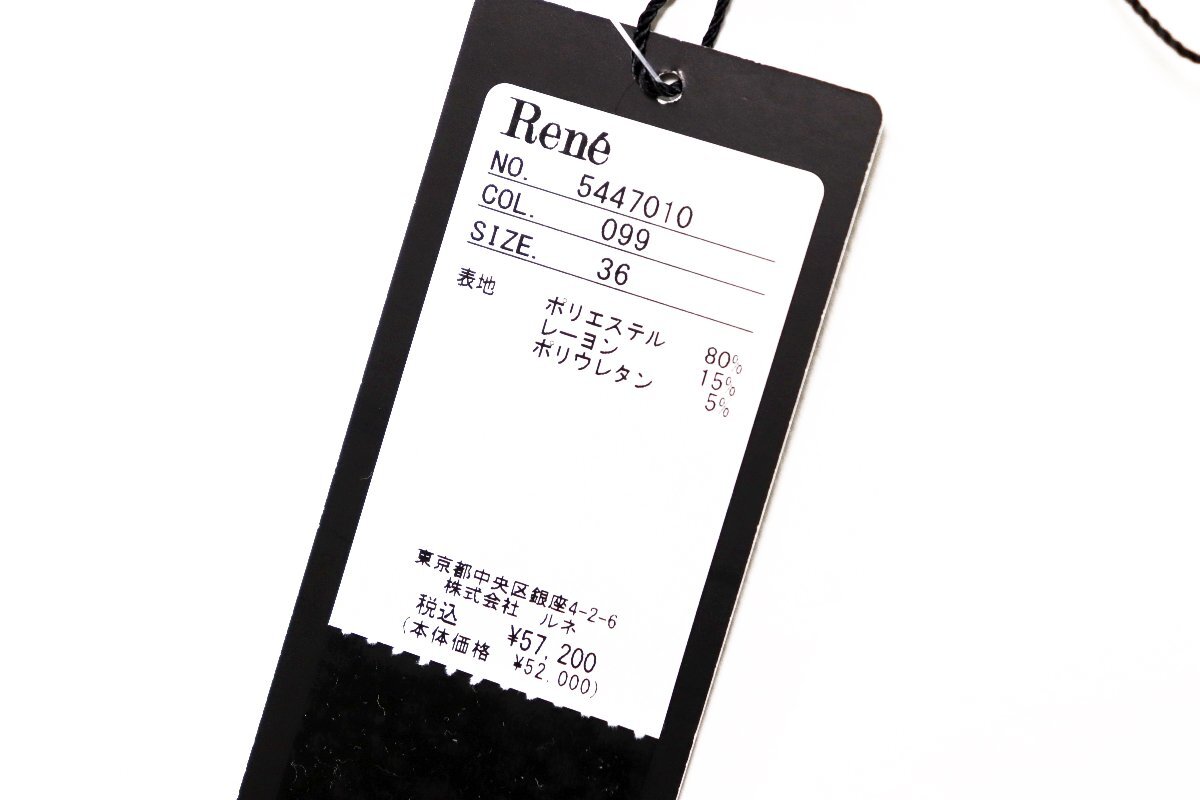 René
NO. 5447010
COL. 099
SIZE. 36
表地 ポリエステル 80%
レーヨン 15%
ポリウレタン 5%
東京都中央区銀座4-2-6
株式会社 ルネ
税込 ¥57,200
(本体価格 ¥52,000)